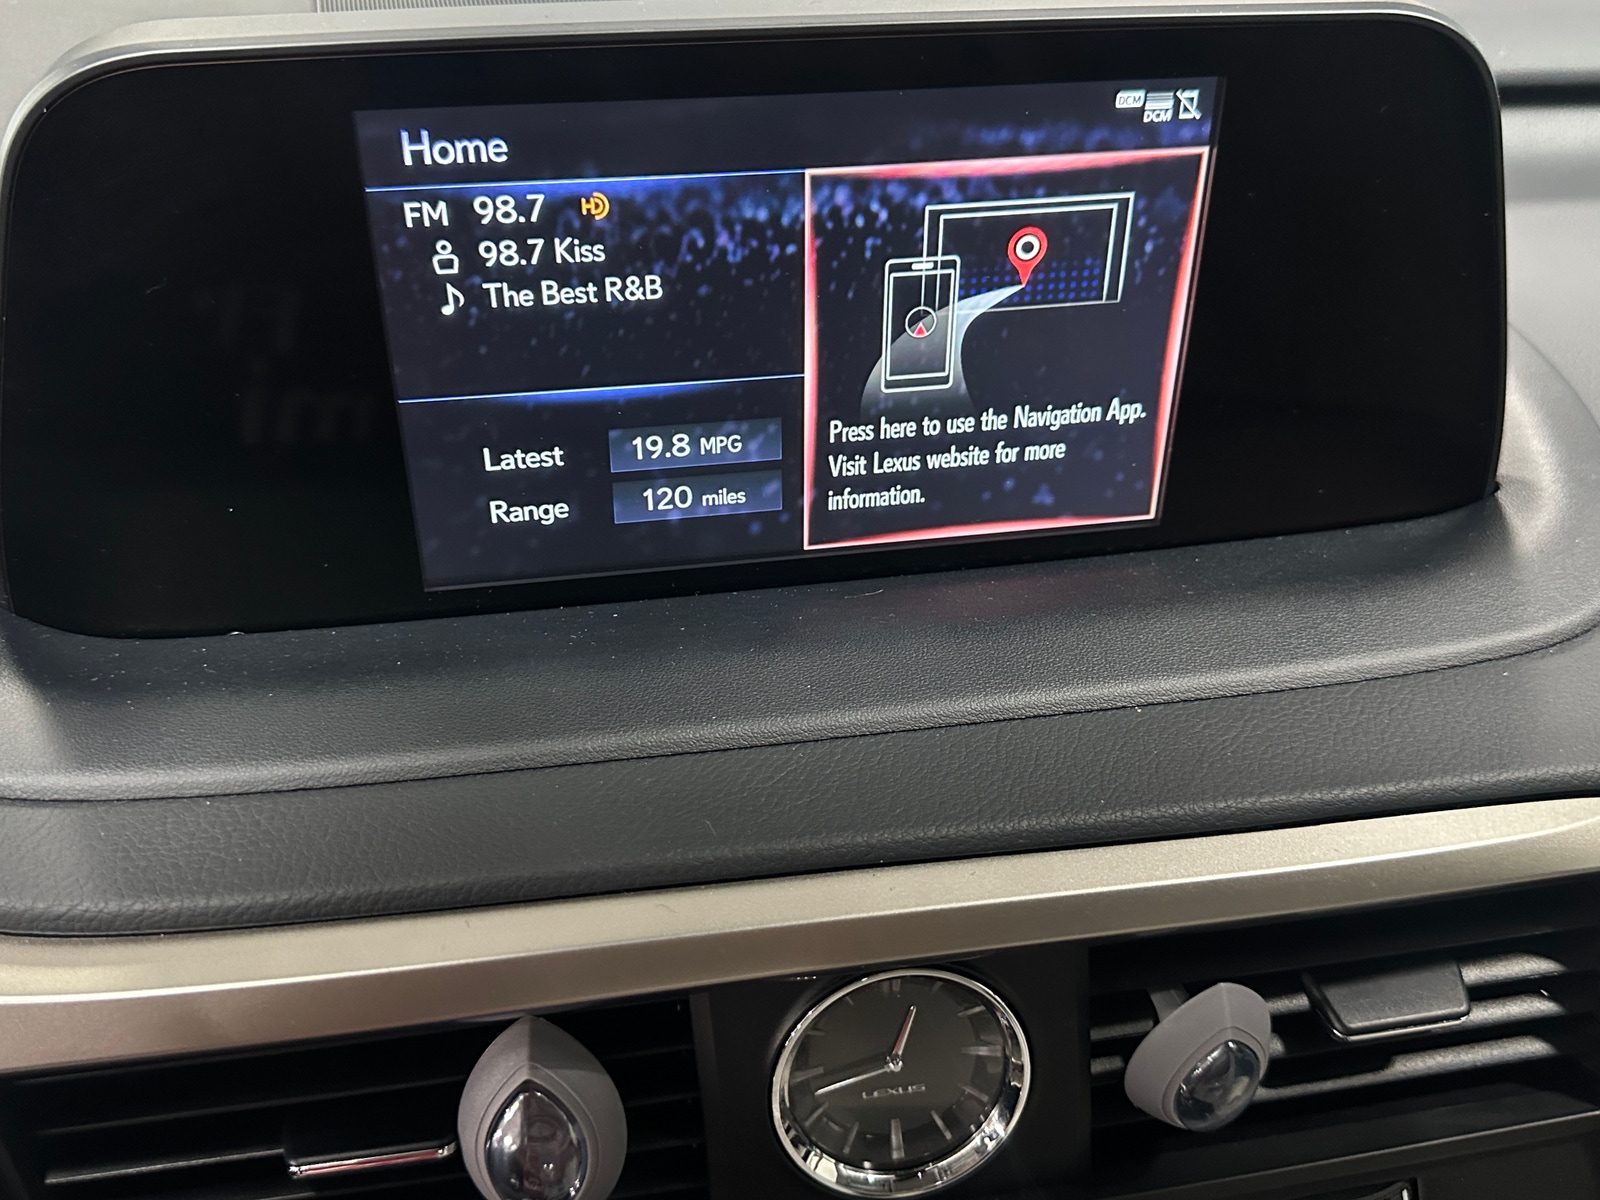 DCM
DCM
Home
FM 98.7 HD
98.7 Kiss
The Best R&B
Latest 19.8 MPG
Range 120 miles
Press here to use the Navigation App.
Visit Lexus website for more
information.
LEXUS